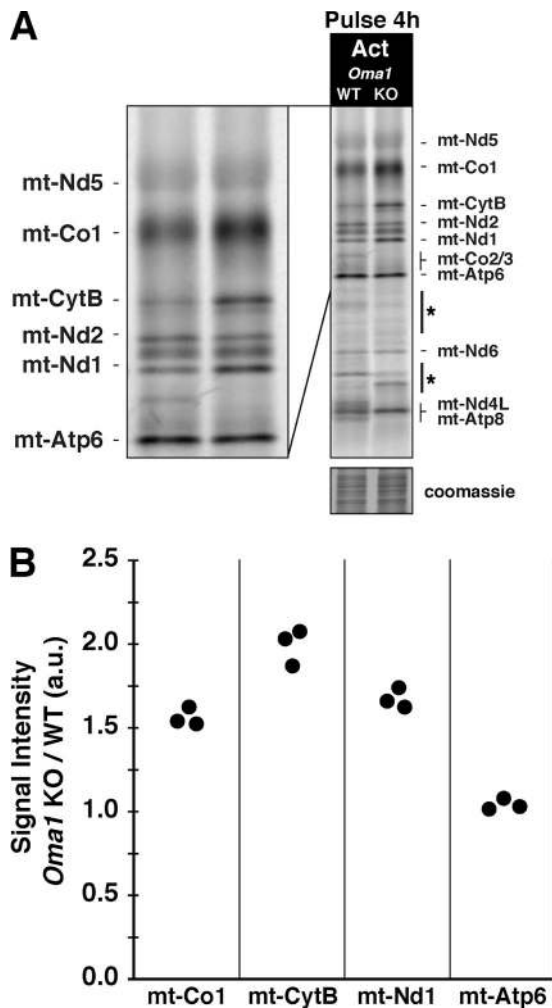 A
Pulse 4h
Act
Oma1
WT KO
mt-Nd5
mt-Co1
mt-CytB
mt-Nd2
mt-Nd1
mt-Atp6
mt-Nd5
mt-Co1
mt-CytB
mt-Nd2
mt-Nd1
mt-Co2/3
mt-Atp6
*
mt-Nd6
*
mt-Nd4L
mt-Atp8
coomassie
B
Signal Intensity
Oma1 KO / WT (a.u.)
2.5
2.0
1.5
1.0
0.5
0.0
mt-Co1 mt-CytB mt-Nd1 mt-Atp6